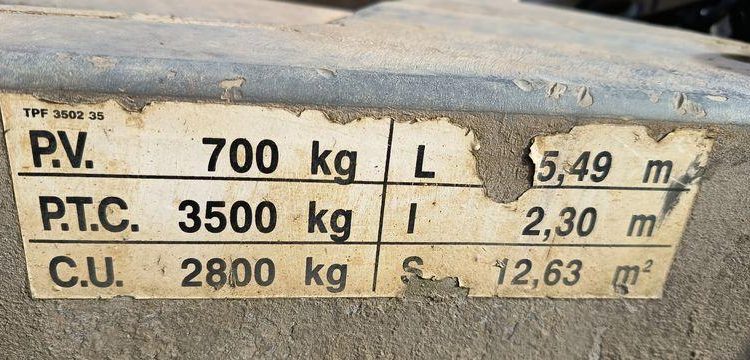 TPF 3502 35
P.V. 700 kg L 5,49 m
P.T.C. 3500 kg l 2,30 m
C.U. 2800 kg S 12,63 m²